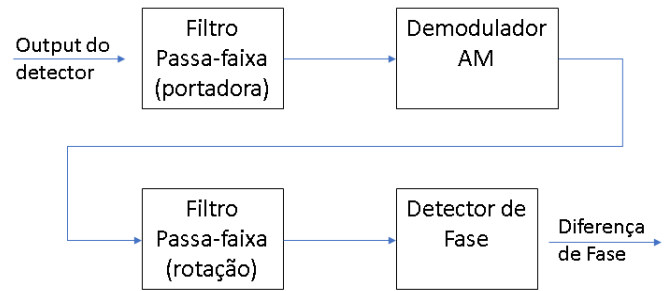 Output do
detector
Filtro
Passa-faixa
(portadora)
Demodulador
AM
Filtro
Passa-faixa
(rotação)
Detector de
Fase
Diferença
de Fase